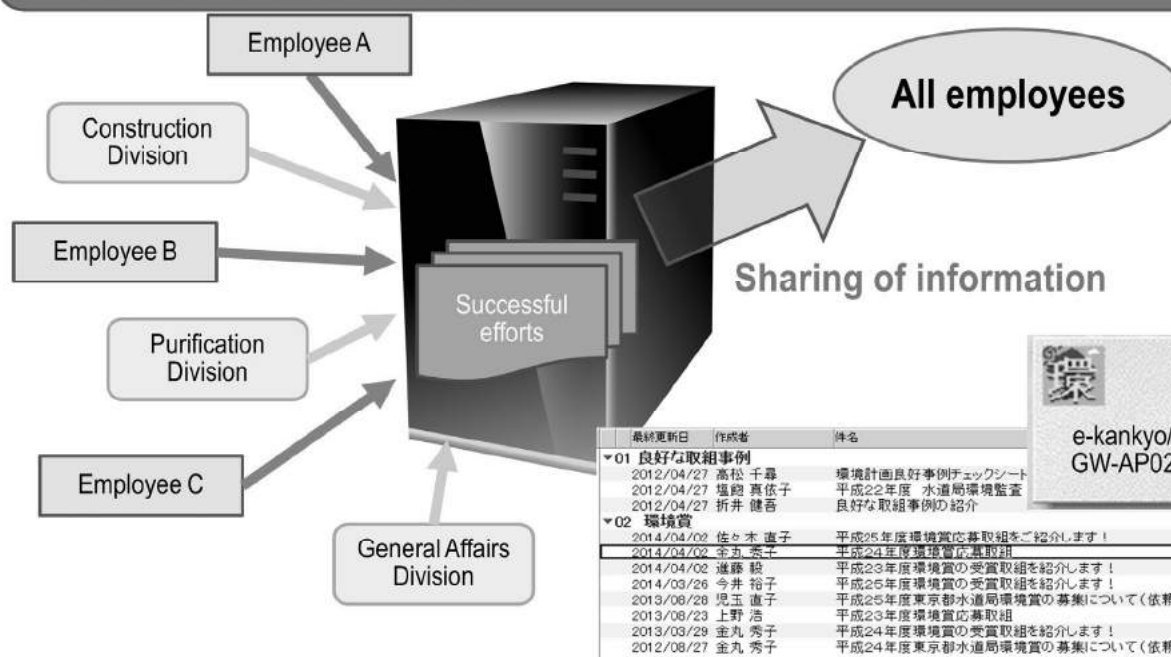 Employee A
Construction
Division
Employee B
Purification
Division
Employee C
General Affairs
Division
Successful
efforts
All employees
Sharing of information
環
e-kankyo/
GW-AP02
最終更新日 作成者 件名
▼01 良好な取組事例
2012/04/27 高松 千尋 環境計画良好事例チェックシート
2012/04/27 塩飽 真依子 平成22年度 水道局環境監査
2012/04/27 折井 健吾 良好な取組事例の紹介
▼02 環境賞
2014/04/02 佐々木 直子 平成25年度環境賞応募取組をご紹介します!
2014/04/02 金丸 秀子 平成24年度環境賞応募取組
2014/04/02 進藤 毅 平成23年度環境賞の受賞取組を紹介します!
2014/03/26 今井 裕子 平成25年度環境賞の受賞取組を紹介します!
2013/08/28 児玉 直子 平成25年度東京都水道局環境賞の募集について(依頼
2013/08/23 上野 浩 平成23年度環境賞応募取組
2013/03/29 金丸 秀子 平成24年度環境賞の受賞取組を紹介します!
2012/08/27 金丸 秀子 平成24年度東京都水道局環境賞の募集について(依頼